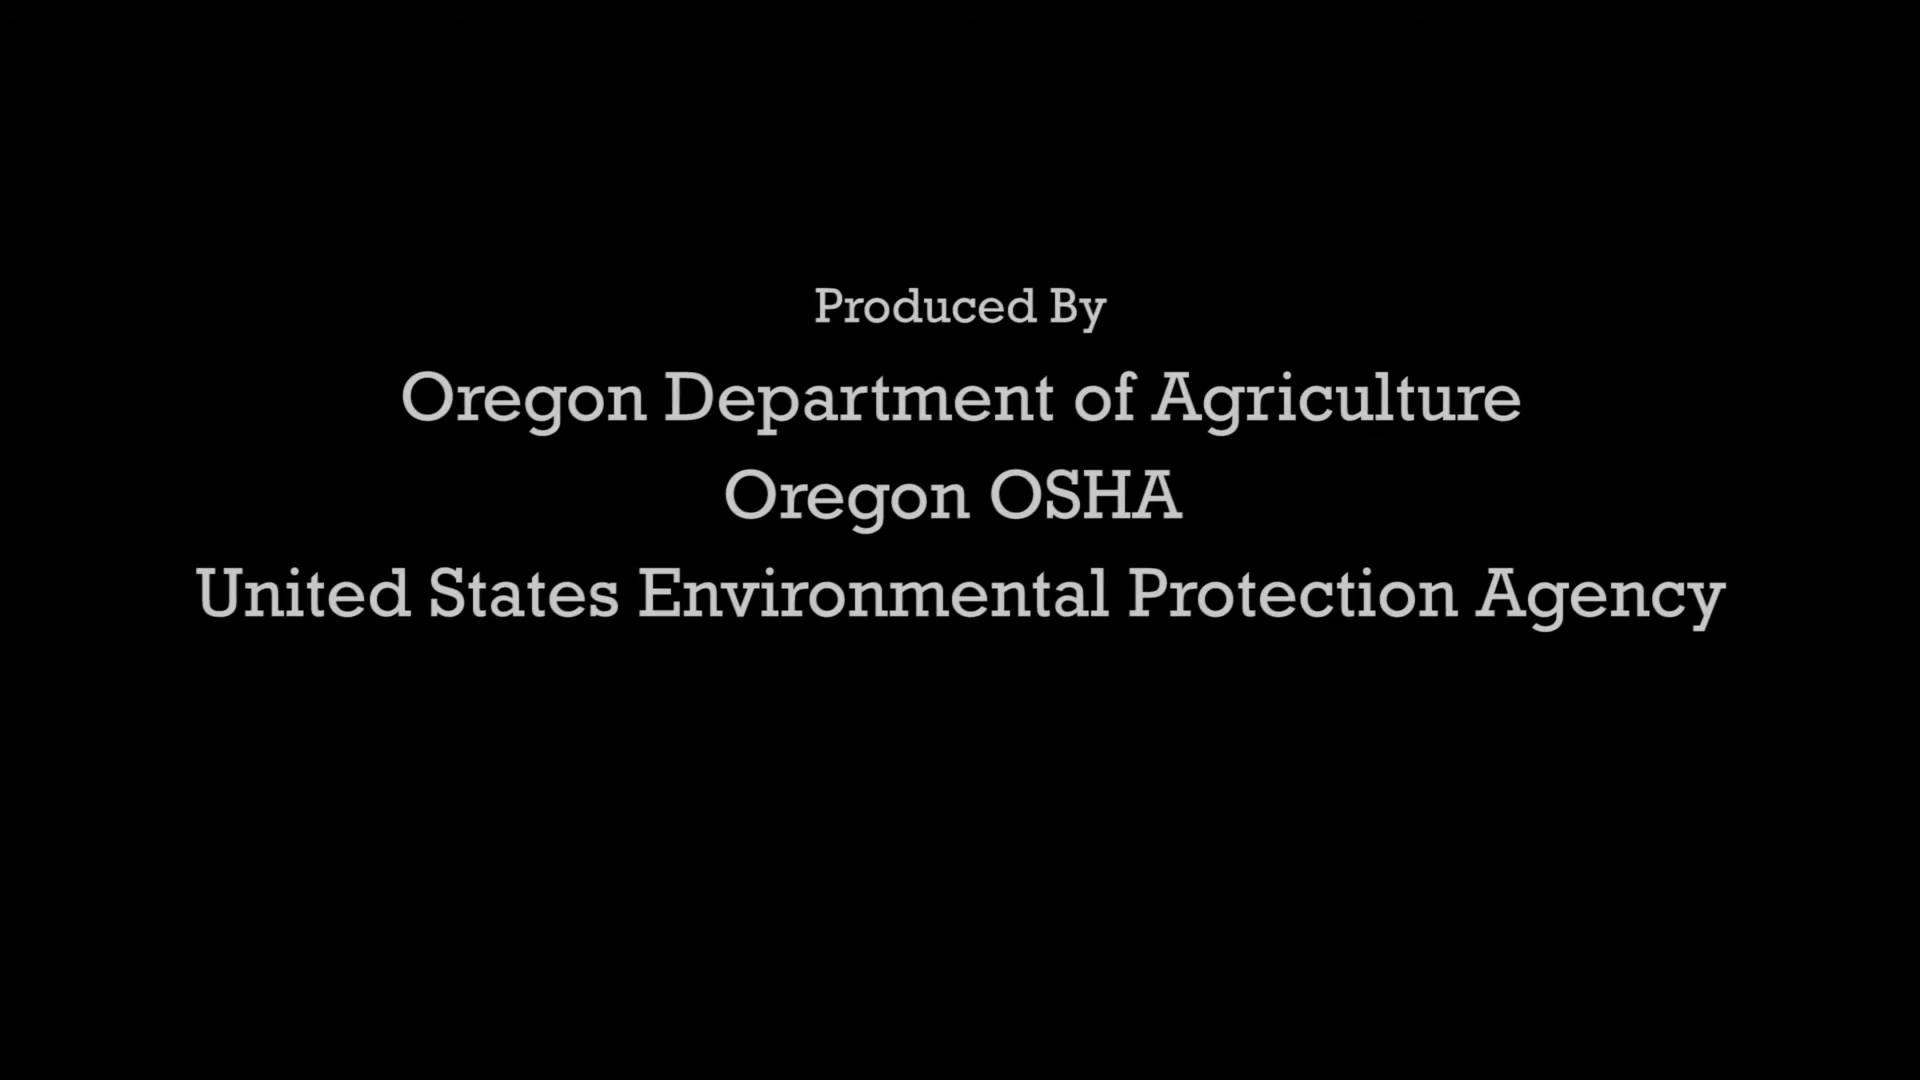 Produced By
Oregon Department of Agriculture
Oregon OSHA
United States Environmental Protection Agency